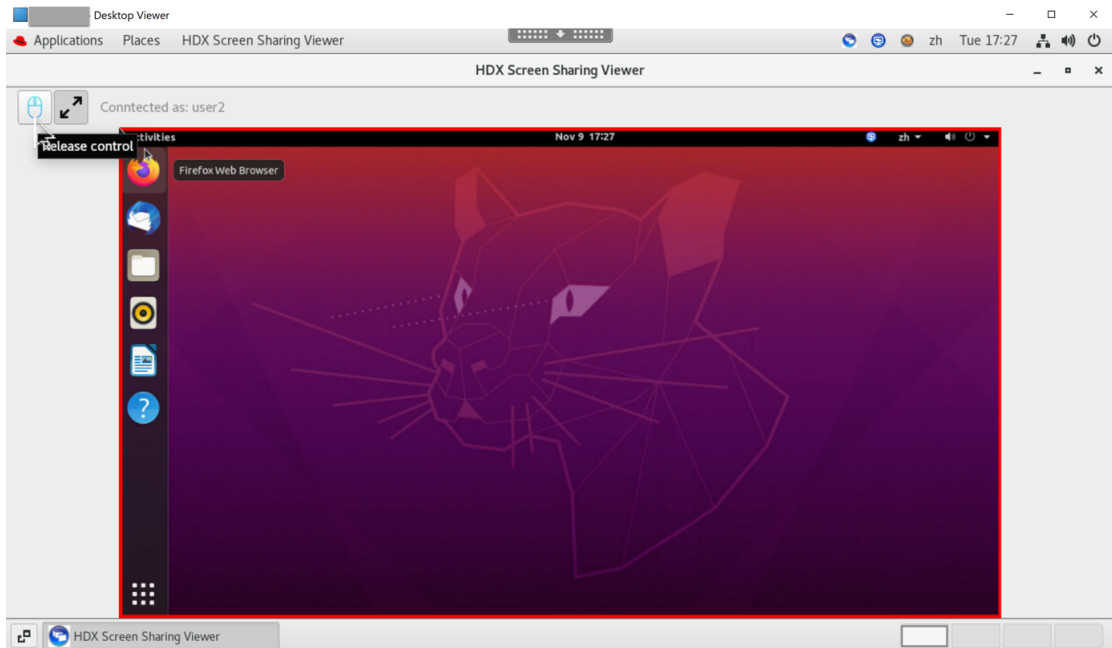 Desktop Viewer
Applications Places HDX Screen Sharing Viewer zh Tue 17:27
HDX Screen Sharing Viewer
Conntected as: user2
Release control
tivities Nov 9 17:27 zh
Firefox Web Browser
?
HDX Screen Sharing Viewer